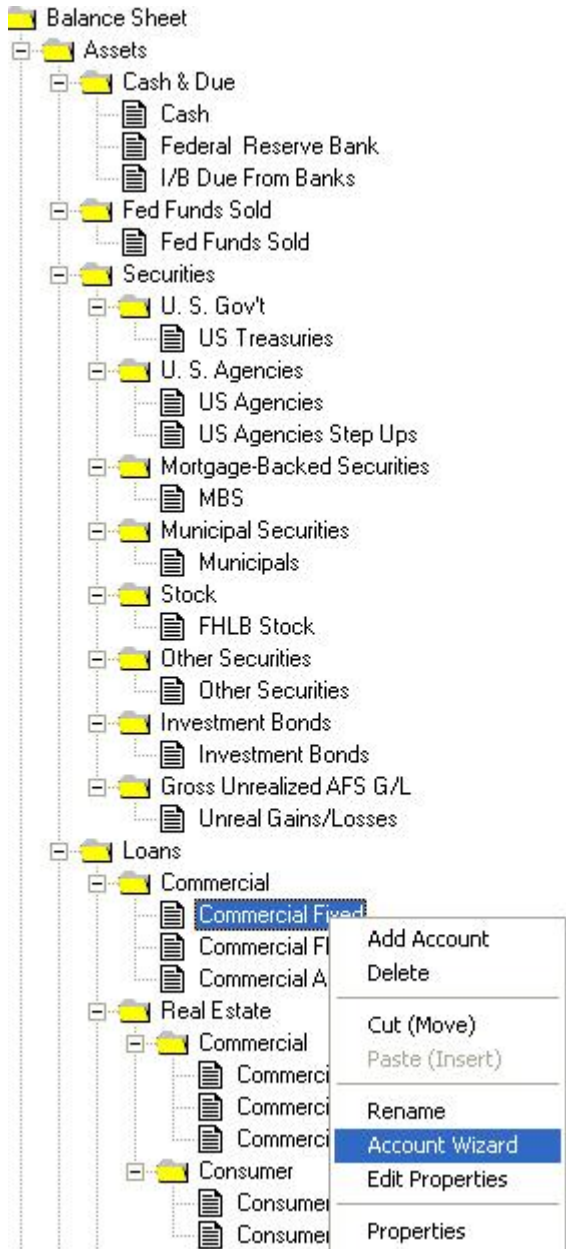 Balance Sheet
Assets
Cash & Due
Cash
Federal Reserve Bank
I/B Due From Banks
Fed Funds Sold
Fed Funds Sold
Securities
U. S. Gov't
US Treasuries
U. S. Agencies
US Agencies
US Agencies Step Ups
Mortgage-Backed Securities
MBS
Municipal Securities
Municipals
Stock
FHLB Stock
Other Securities
Other Securities
Investment Bonds
Investment Bonds
Gross Unrealized AFS G/L
Unreal Gains/Losses
Loans
Commercial
Commercial Fixed
Commercial Fl
Commercial A
Real Estate
Commercial
Commerci
Commerci
Commerci
Consumer
Consumer
Consumer
Add Account
Delete
Cut (Move)
Paste (Insert)
Rename
Account Wizard
Edit Properties
Properties